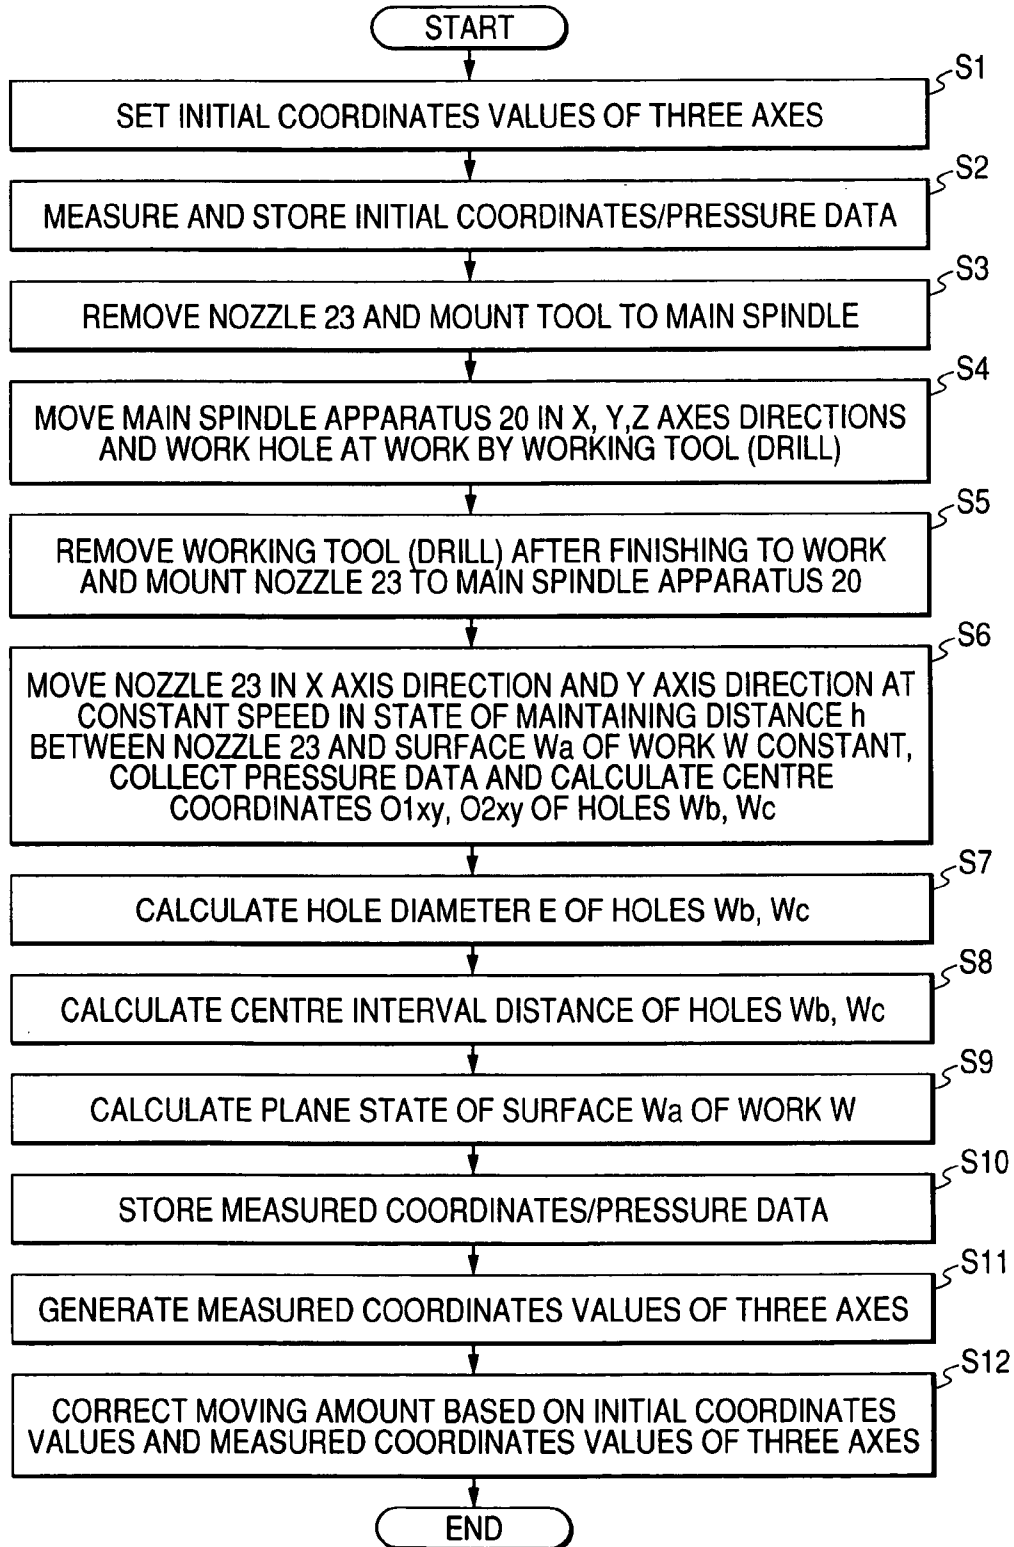 START
S1
SET INITIAL COORDINATES VALUES OF THREE AXES
S2
MEASURE AND STORE INITIAL COORDINATES/PRESSURE DATA
S3
REMOVE NOZZLE 23 AND MOUNT TOOL TO MAIN SPINDLE
S4
MOVE MAIN SPINDLE APPARATUS 20 IN X, Y,Z AXES DIRECTIONS
AND WORK HOLE AT WORK BY WORKING TOOL (DRILL)
S5
REMOVE WORKING TOOL (DRILL) AFTER FINISHING TO WORK
AND MOUNT NOZZLE 23 TO MAIN SPINDLE APPARATUS 20
S6
MOVE NOZZLE 23 IN X AXIS DIRECTION AND Y AXIS DIRECTION AT
CONSTANT SPEED IN STATE OF MAINTAINING DISTANCE h
BETWEEN NOZZLE 23 AND SURFACE Wa OF WORK W CONSTANT,
COLLECT PRESSURE DATA AND CALCULATE CENTRE
COORDINATES O1xy, O2xy OF HOLES Wb, Wc
S7
CALCULATE HOLE DIAMETER E OF HOLES Wb, Wc
S8
CALCULATE CENTRE INTERVAL DISTANCE OF HOLES Wb, Wc
S9
CALCULATE PLANE STATE OF SURFACE Wa OF WORK W
S10
STORE MEASURED COORDINATES/PRESSURE DATA
S11
GENERATE MEASURED COORDINATES VALUES OF THREE AXES
S12
CORRECT MOVING AMOUNT BASED ON INITIAL COORDINATES
VALUES AND MEASURED COORDINATES VALUES OF THREE AXES
END